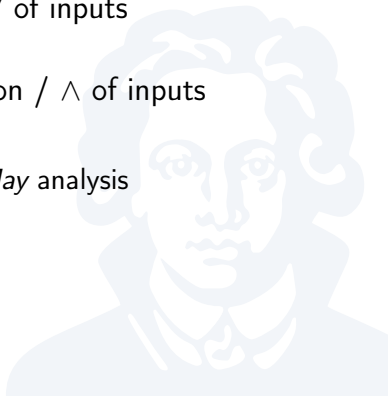 of inputs
on / ∧ of inputs
lay analysis